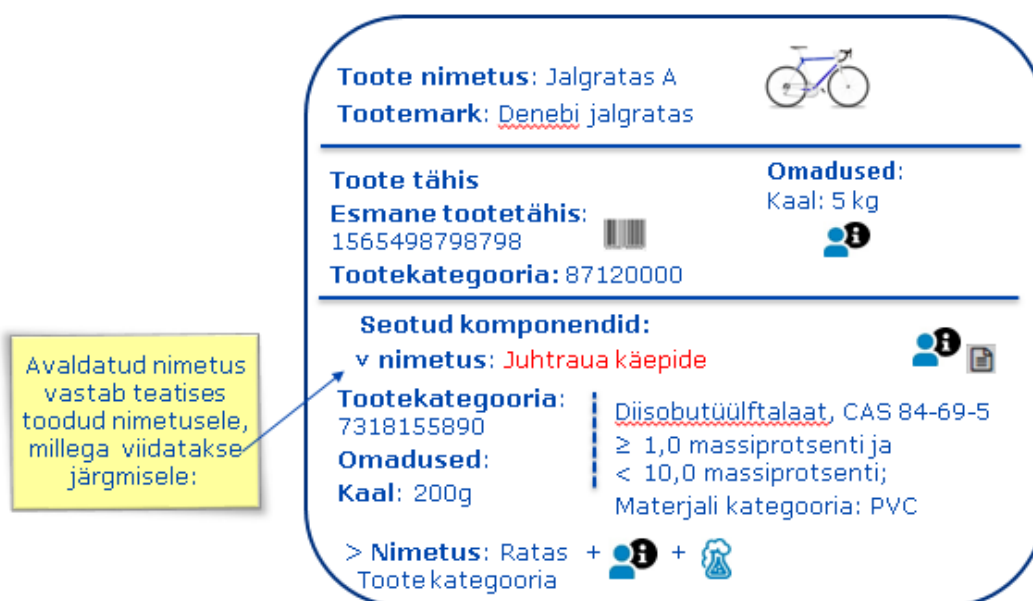 Toote nimetus: Jalgratas A
Tootemark: Denebi jalgratas
Toote tähis
Esmane tootetähis:
1565498798798
Tootekategooria: 87120000
Omadused:
Kaal: 5 kg
Seotud komponendid:
v nimetus: Juhtraua käepide
Tootekategooria:
7318155890
Omadused:
Kaal: 200g
Diisobutüülftalaat, CAS 84-69-5
≥ 1,0 massiprotsenti ja
< 10,0 massiprotsenti;
Materjali kategooria: PVC
> Nimetus: Ratas + +
Tootekategooria
Avaldatud nimetus
vastab teatises
toodud nimetusele,
millega viidatakse
järgmisele: